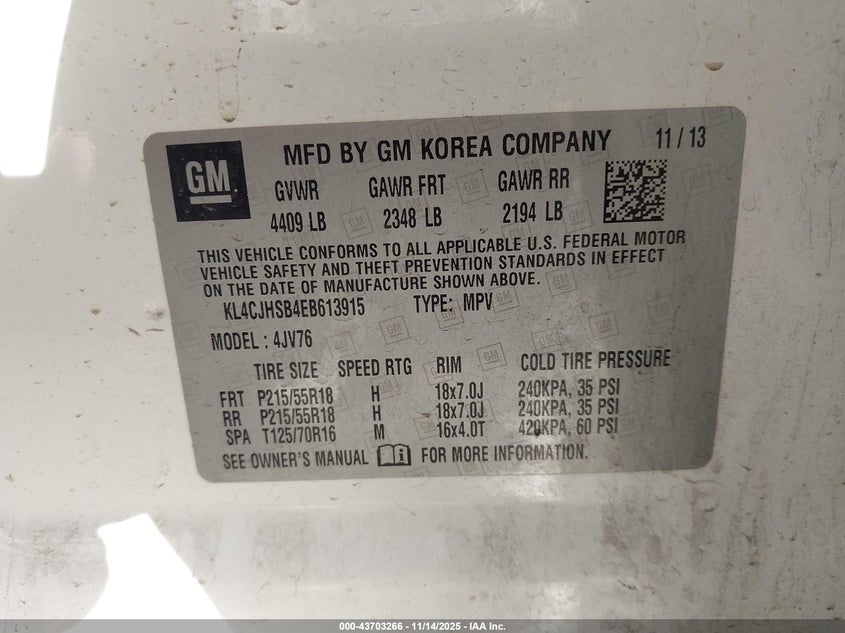 GM
MFD BY GM KOREA COMPANY 11 / 13
GVWR GAWR FRT GAWR RR
4409 LB 2348 LB 2194 LB
THIS VEHICLE CONFORMS TO ALL APPLICABLE U.S. FEDERAL MOTOR
VEHICLE SAFETY AND THEFT PREVENTION STANDARDS IN EFFECT
ON THE DATE OF MANUFACTURE SHOWN ABOVE.
KL4CJHSB4EB613915 TYPE: MPV
MODEL : 4JV76
TIRE SIZE SPEED RTG RIM COLD TIRE PRESSURE
FRT P215/55R18 H 18x7.0J 240KPA, 35 PSI
RR P215/55R18 H 18x7.0J 240KPA, 35 PSI
SPA T125/70R16 M 16x4.0T 420KPA, 60 PSI
SEE OWNER'S MANUAL FOR MORE INFORMATION.
000-43703266 - 11/14/2025 - IAA Inc.